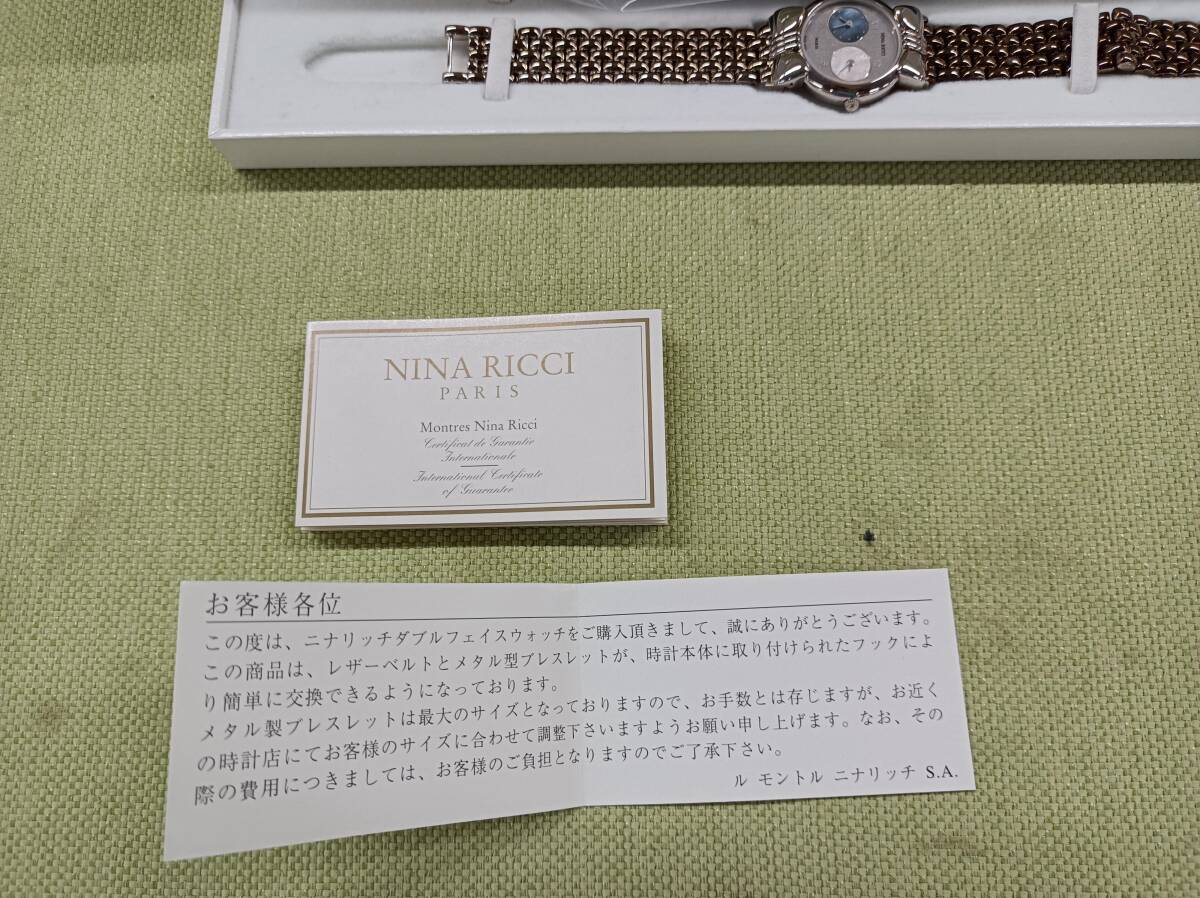 NINA RICCI
PARIS
Montres Nina Ricci
Certificat de Garantie
Internationale
International Certificate
of Guarantee
お客様各位
この度は、ニナリッチダブルフェイスウォッチをご購入頂きまして、誠にありがとうございます。
この商品は、レザーベルトとメタル型ブレスレットが、時計本体に取り付けられたフックによ
り簡単に交換できるようになっております。
メタル製ブレスレットは最大のサイズとなっておりますので、お手数とは存じますが、お近く
の時計店にてお客様のサイズに合わせて調整下さいますようお願い申し上げます。なお、その
際の費用につきましては、お客様のご負担となりますのでご了承下さい。
ル モントル ニナリッチ S.A.